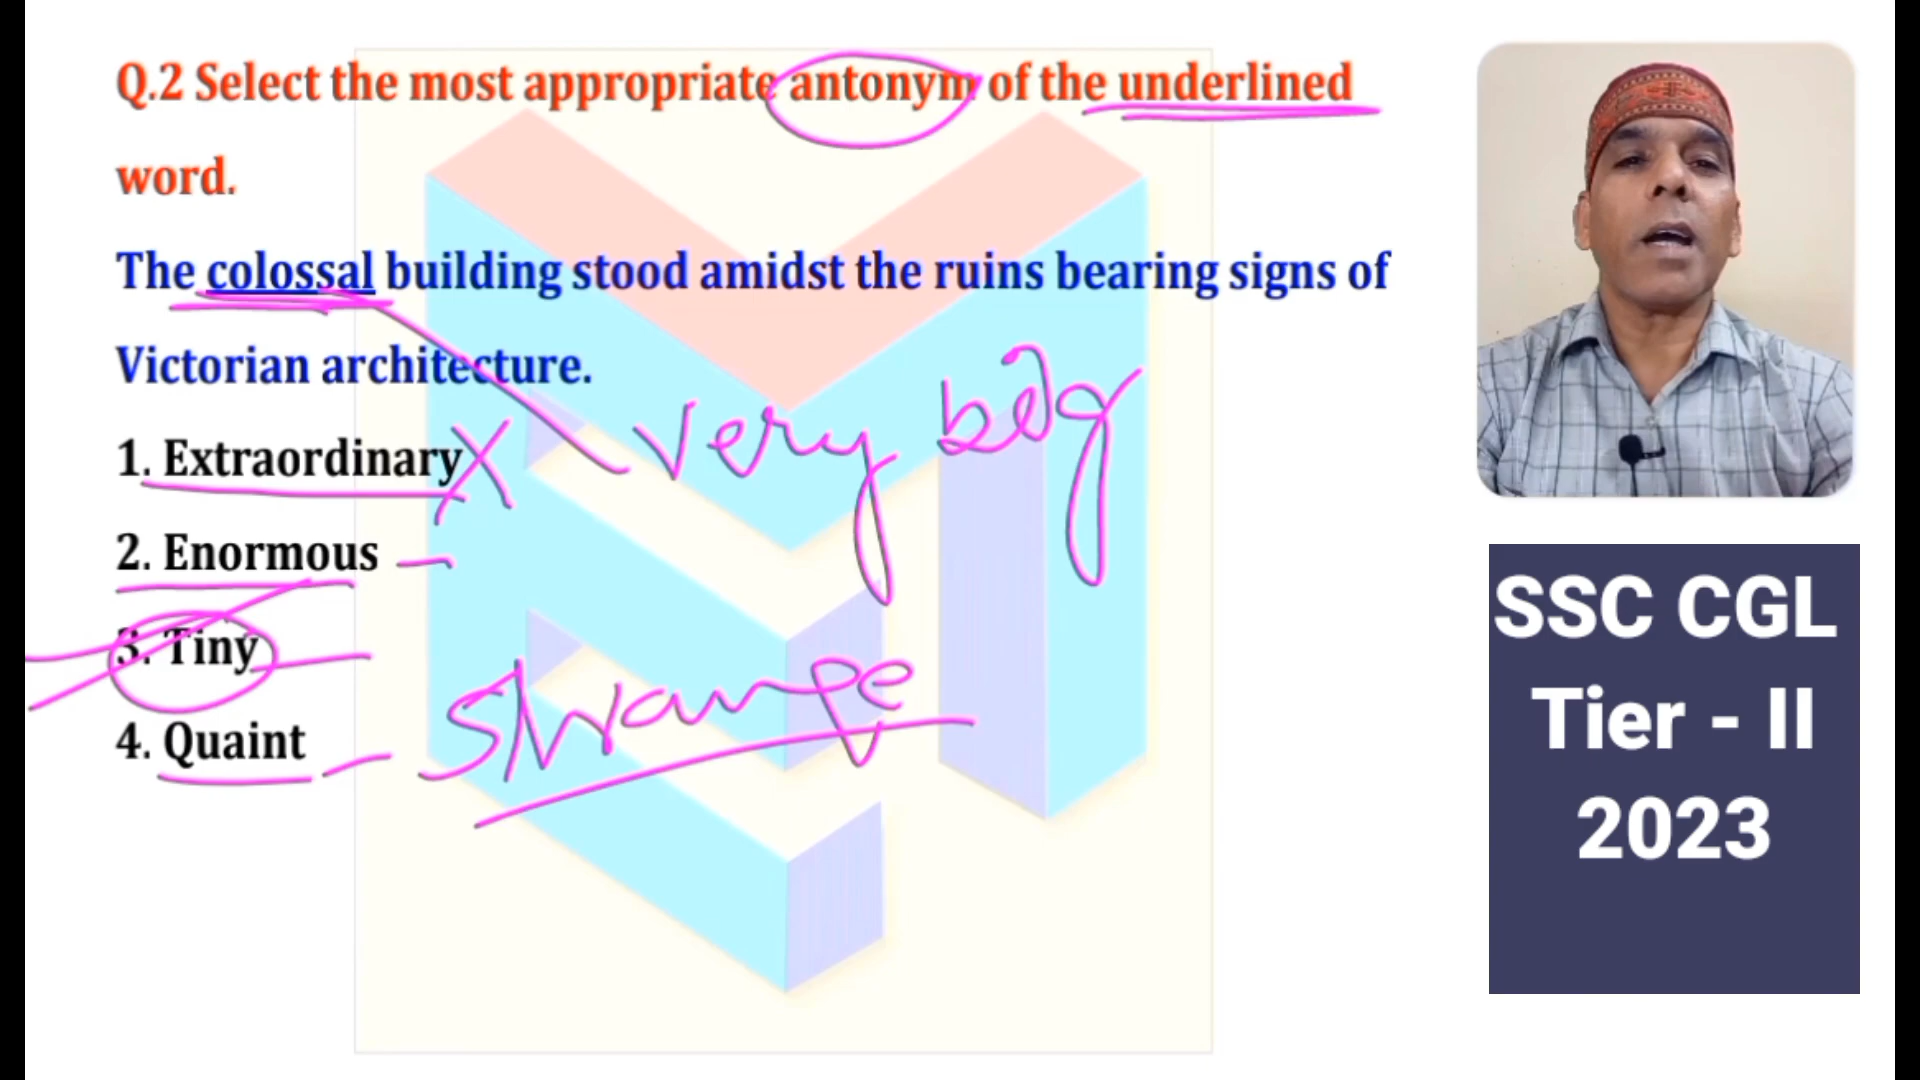 Q.2 Select the most appropriate antonym of the underlined
word.
The colossal building stood amidst the ruins bearing signs of
Victorian architecture.
1. Extraordinary
very big
2. Enormous
3. Tiny
4. Quaint
strange
SSC CGL
Tier - II
2023